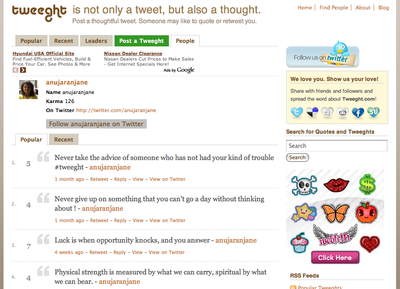 tweeght is not only a tweet, but also a thought.
Post a thoughtful tweet. Someone may like to quote or retweet you.
Home | Find People | About | Blog
Popular Recent Leaders Post a Tweeght People
Hyundai USA Official Site
Find Fuel-Efficient Vehicles, Build &
Price Your Car. See Photos & More
Nissan Dealer Clearance
Nissan Dealers Cut Prices to Make Sales
- Get Internet Specials Here!
Ads by Google
anujaranjane
Name anujaranjane
Karma 126
On Twitter http://twitter.com/anujaranjane
Follow anujaranjane on Twitter
Popular Recent
1. 5 Never take the advice of someone who has not had your kind of trouble
#tweeght - anujaranjane
1 month ago – Retweet – Reply – View – View on Twitter
2. 4 Never give up on something that you can't go a day without thinking
about ! - anujaranjane
4 weeks ago – Retweet – Reply – View – View on Twitter
3. 7 Luck is when opportunity knocks, and you answer - anujaranjane
1 month ago – Retweet – Reply – View – View on Twitter
4. 4 Physical strength is measured by what we can carry, spiritual by what
we can bear. - anujaranjane
Follow us on twitter
We love you. Show us your love!
Share with friends and followers and
spread the word about Tweeght.com!
Search for Quotes and Tweeghts
Search
Search
Click Here
RSS Feeds
Popular Tweeghts